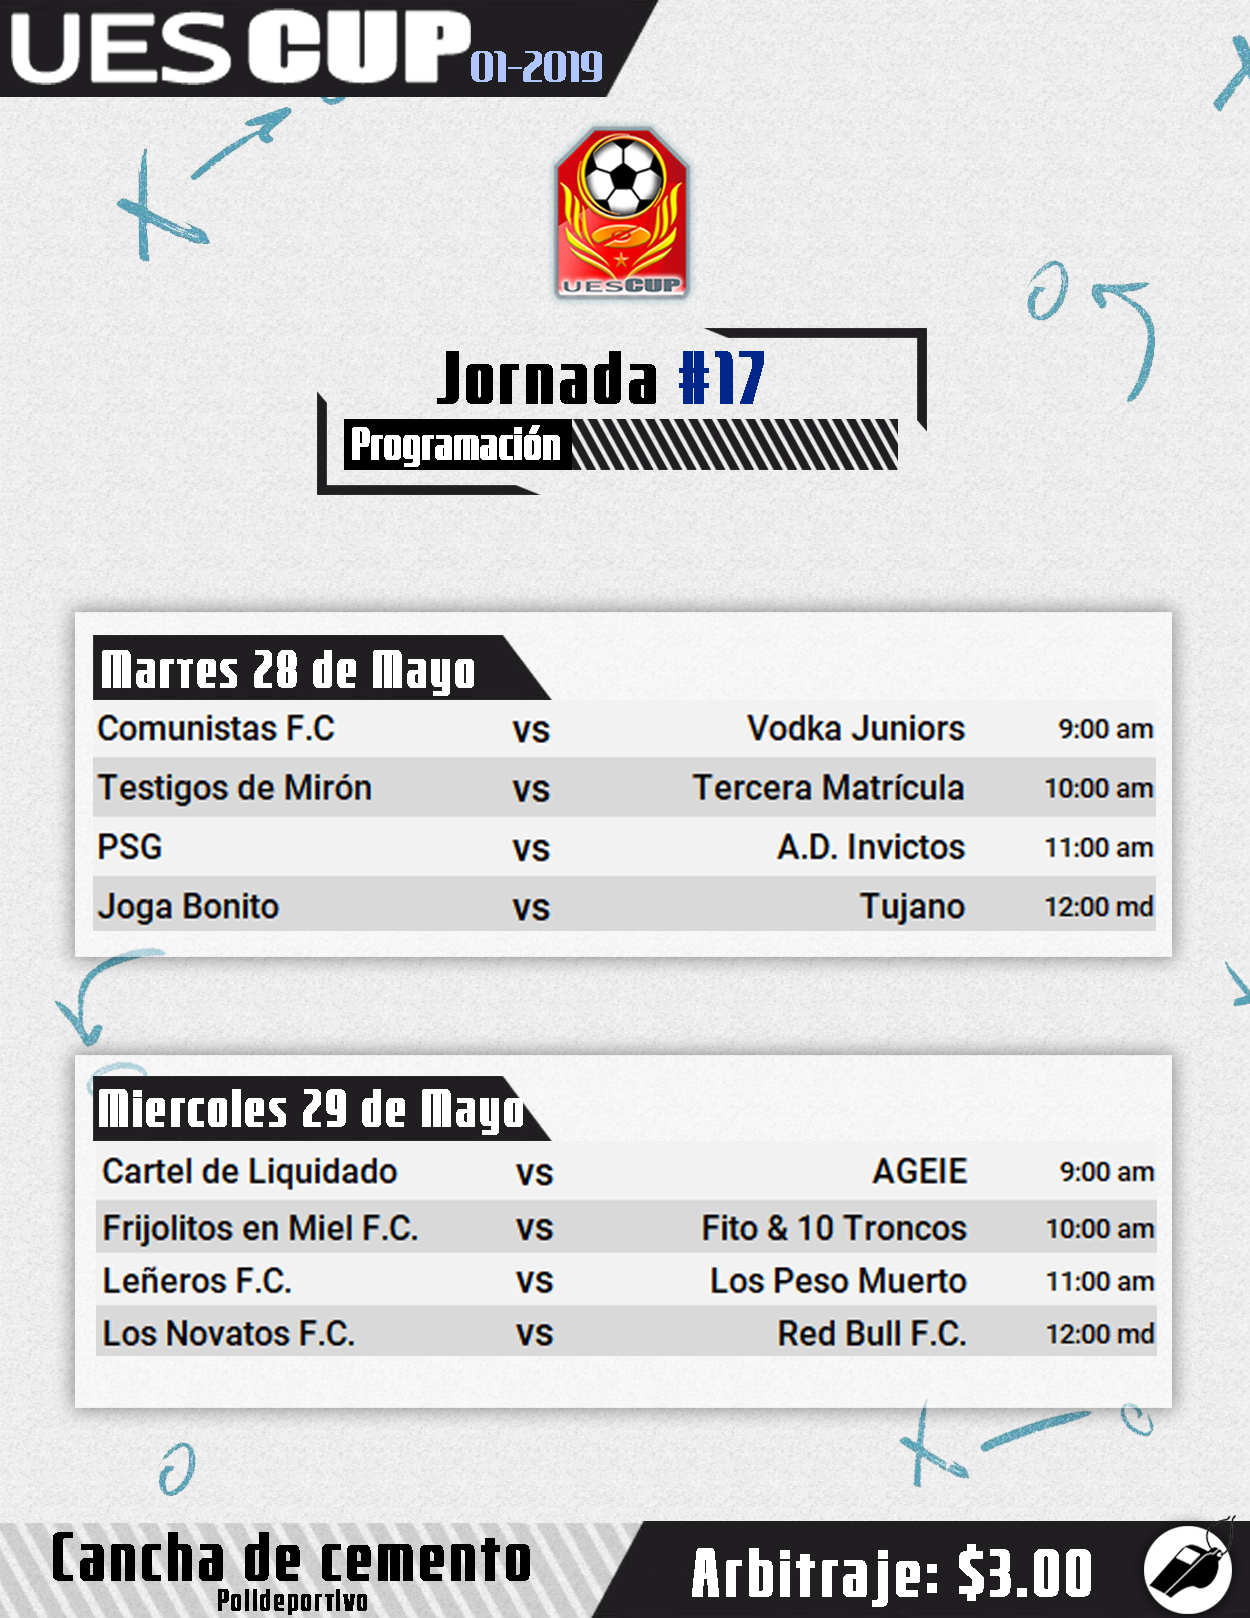 UES CUP 01-2019
UESCUP
Jornada #17
Programación
Martes 28 de Mayo
Comunistas F.C vs Vodka Juniors 9:00 am
Testigos de Mirón vs Tercera Matrícula 10:00 am
PSG vs A.D. Invictos 11:00 am
Joga Bonito vs Tujano 12:00 md
Miercoles 29 de Mayo
Cartel de Liquidado vs AGEIE 9:00 am
Frijolitos en Miel F.C. vs Fito & 10 Troncos 10:00 am
Leñeros F.C. vs Los Peso Muerto 11:00 am
Los Novatos F.C. vs Red Bull F.C. 12:00 md
Cancha de cemento
Polideportivo
Arbitraje: $3.00